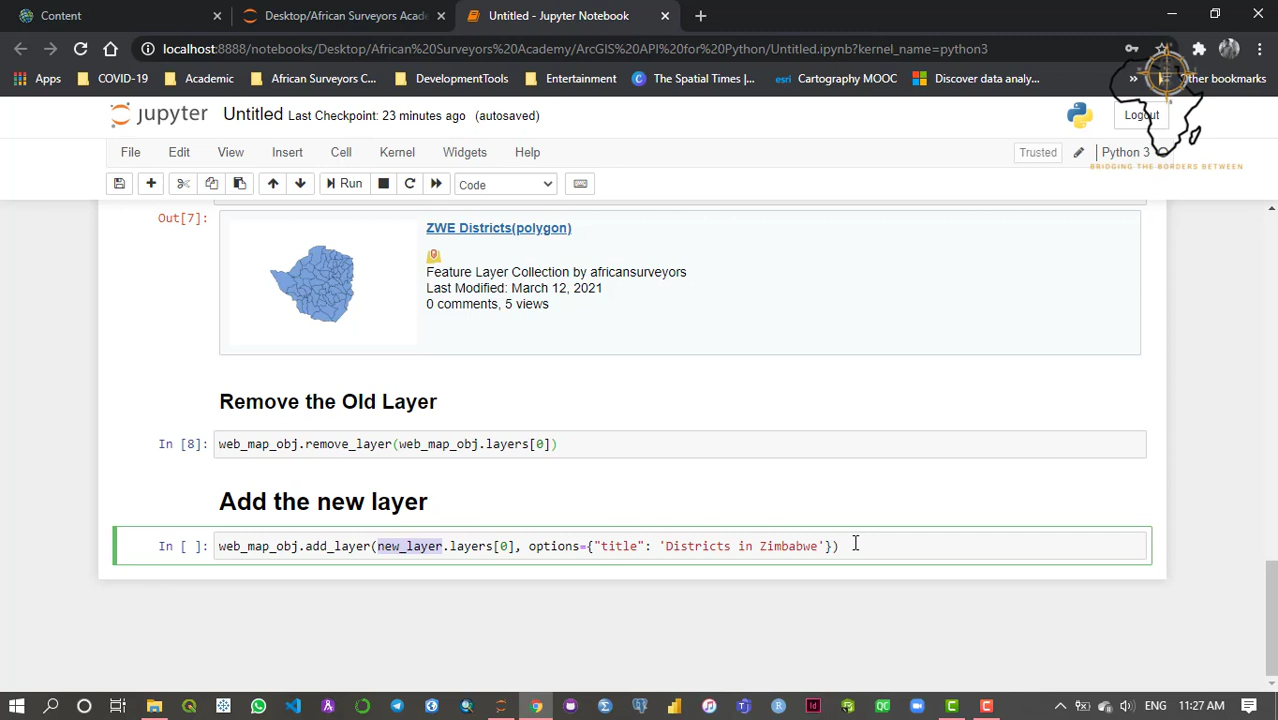 Content
Desktop/African Surveyors Acade
Untitled - Jupyter Notebook
localhost:8888/notebooks/Desktop/African%20Surveyors%20Academy/ArcGIS%20API%20for%20Python/Untitled.ipynb?kernel_name=python3
Apps COVID-19 Academic African Surveyors C... DevelopmentTools Entertainment The Spatial Times |... esri Cartography MOOC Discover data analy... » Other bookmarks
jupyter Untitled Last Checkpoint: 23 minutes ago (autosaved) Logout
File Edit View Insert Cell Kernel Widgets Help Trusted Python 3
BRIDGING THE BORDERS BETWEEN
Run Code
Out[7]: ZWE Districts(polygon)
Feature Layer Collection by africansurveyors
Last Modified: March 12, 2021
0 comments, 5 views
Remove the Old Layer
In [8]: web_map_obj.remove_layer(web_map_obj.layers[0])
Add the new layer
In [ ]: web_map_obj.add_layer(new_layer.layers[0], options={"title": 'Districts in Zimbabwe'})
ENG 11:27 AM